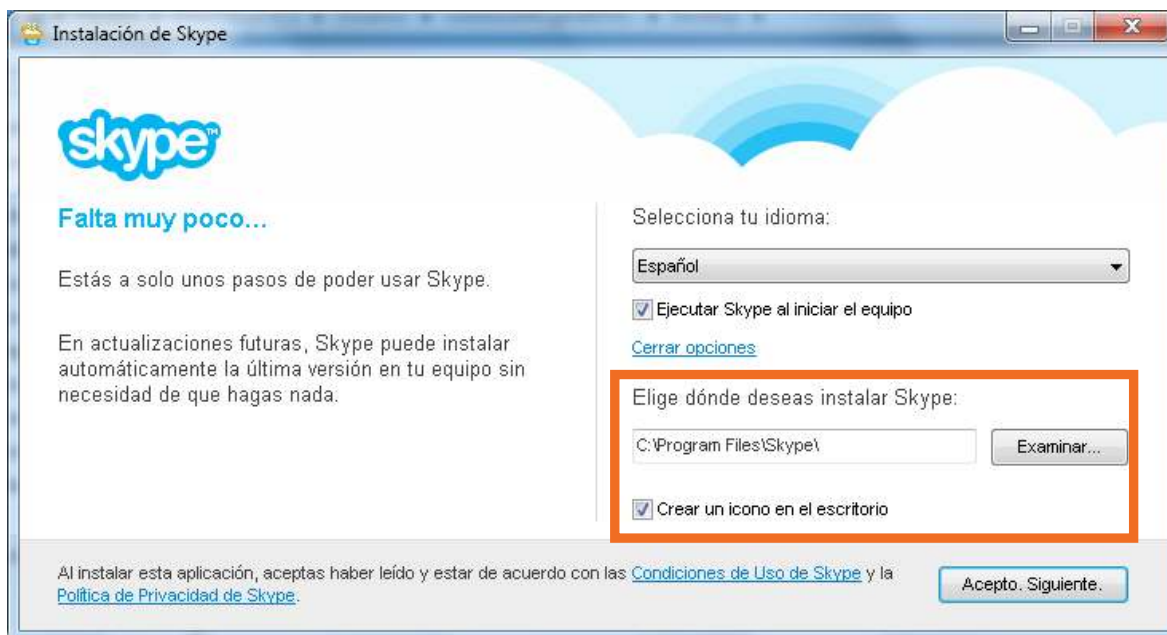 Instalación de Skype
skype™
Falta muy poco...
Estás a solo unos pasos de poder usar Skype.
En actualizaciones futuras, Skype puede instalar
automáticamente la última versión en tu equipo sin
necesidad de que hagas nada.
Selecciona tu idioma:
Español
Ejecutar Skype al iniciar el equipo
Cerrar opciones
Elige dónde deseas instalar Skype:
C:\Program Files\Skype\
Examinar...
Crear un icono en el escritorio
Al instalar esta aplicación, aceptas haber leído y estar de acuerdo con las Condiciones de Uso de Skype y la
Política de Privacidad de Skype.
Acepto. Siguiente.